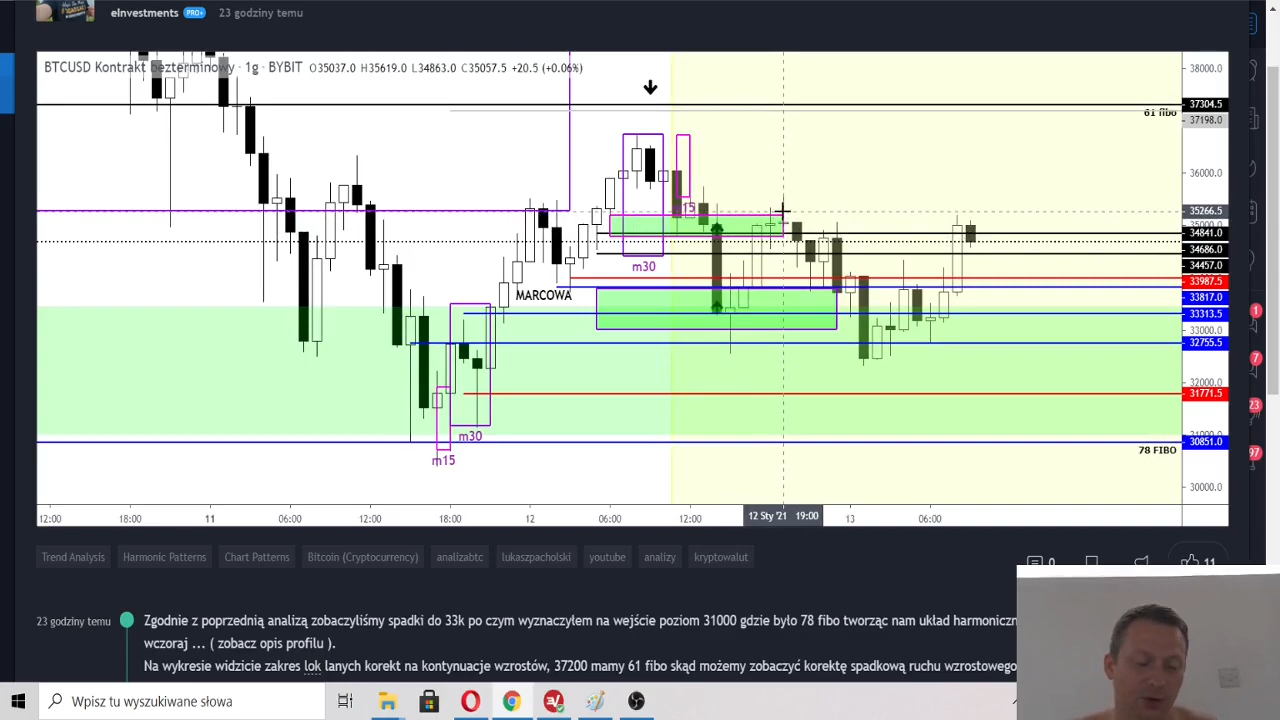 eInvestments PRO+ 23 godziny temu
BTCUSD Kontrakt bezterminowy · 1g · BYBIT O35037.0 H35619.0 L34863.0 C35057.5 +20.5 (+0.06%)
38000.0
37304.5
61 fibo
37198.0
36000.0
15
35266.5
34841.0
34686.0
m30
34457.0
33987.5
MARCOWA
33817.0
33313.5
33000.0
32755.5
32000.0
31771.5
m30
30851.0
78 FIBO
m15
30000.0
12:00 18:00 11 06:00 12:00 18:00 12 06:00 12:00 12 Sty '21 19:00 13 06:00
Trend Analysis Harmonic Patterns Chart Patterns Bitcoin (Cryptocurrency) analizabtc lukaszpacholski youtube analizy kryptowalut
0 11
1
7
23
97
23 godziny temu
Zgodnie z poprzednią analizą zobaczyliśmy spadki do 33k po czym wyznaczyłem na wejście poziom 31000 gdzie było 78 fibo tworząc nam układ harmoniczn
wczoraj ... ( zobacz opis profilu ).
Na wykresie widzicie zakres lok lanych korekt na kontynuacje wzrostów, 37200 mamy 61 fibo skąd możemy zobaczyć korektę spadkową ruchu wzrostowego
Wpisz tu wyszukiwane słowa